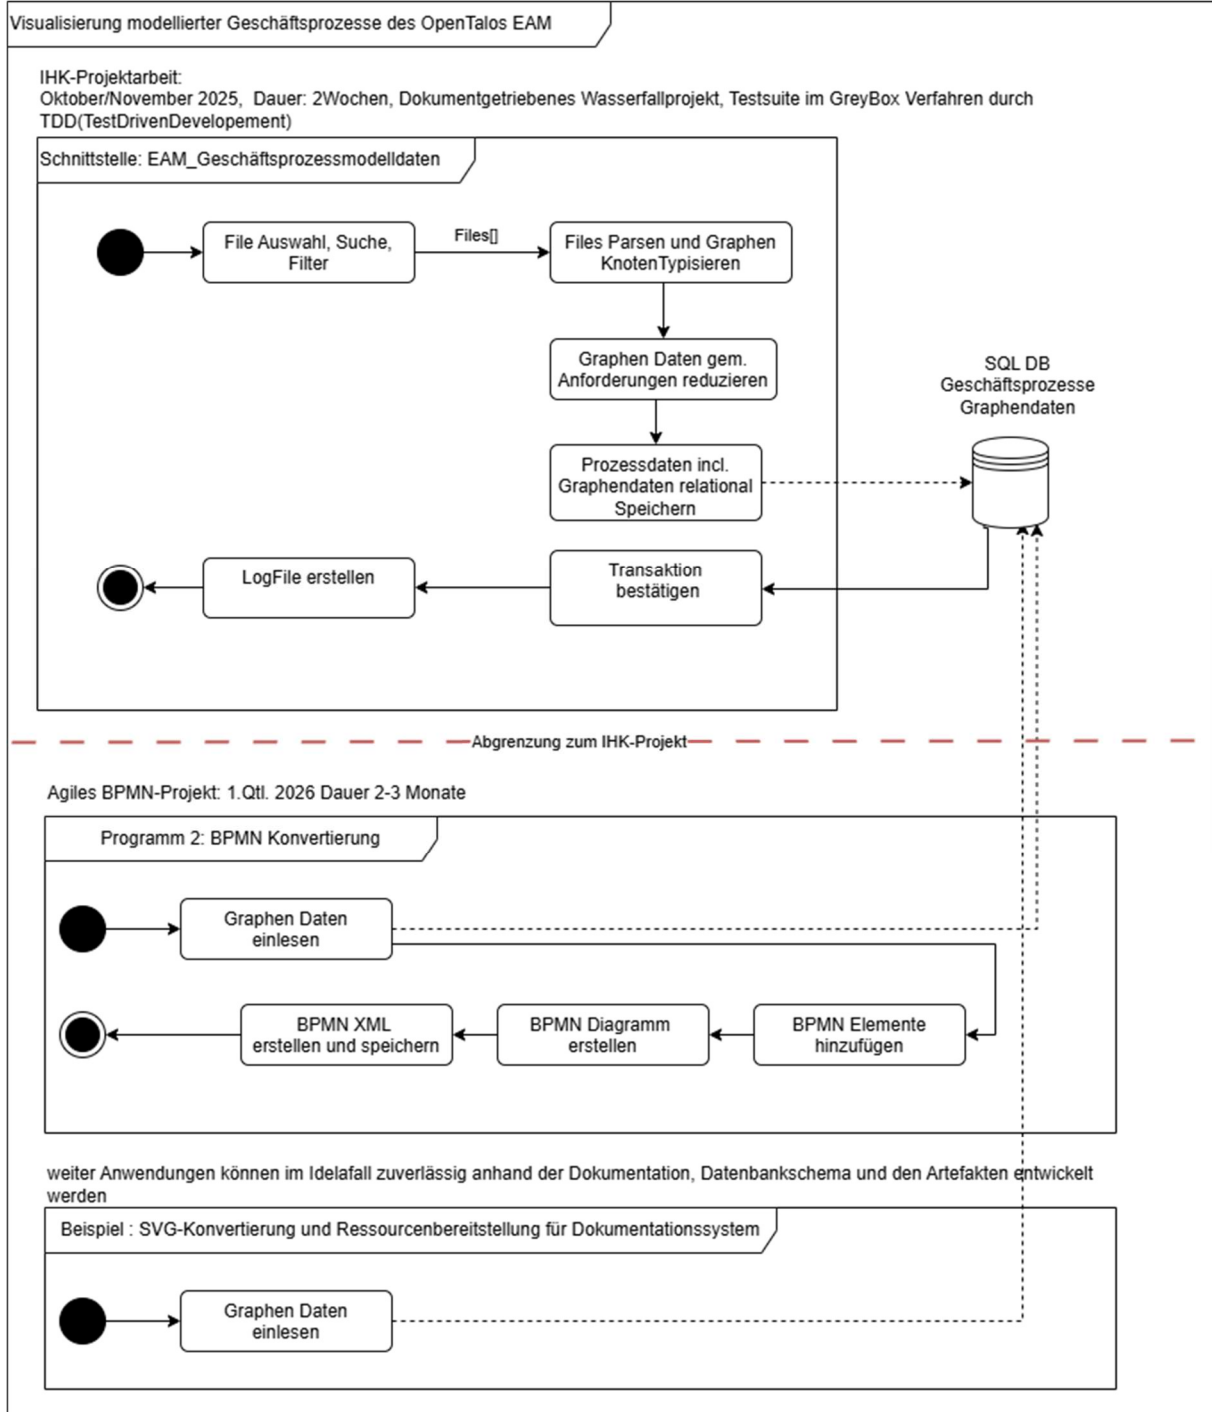 Visualisierung modellierter Geschäftsprozesse des OpenTalos EAM
IHK-Projektarbeit:
Oktober/November 2025, Dauer: 2Wochen, Dokumentgetriebenes Wasserfallprojekt, Testsuite im GreyBox Verfahren durch
TDD(TestDrivenDevelopement)
Schnittstelle: EAM_Geschäftsprozessmodelldaten
File Auswahl, Suche,
Filter
Files[]
Files Parsen und Graphen
KnotenTypisieren
Graphen Daten gem.
Anforderungen reduzieren
SQL DB
Geschäftsprozesse
Graphendaten
Prozessdaten incl.
Graphendaten relational
Speichern
LogFile erstellen
Transaktion
bestätigen
Abgrenzung zum IHK-Projekt
Agiles BPMN-Projekt: 1.Qtl. 2026 Dauer 2-3 Monate
Programm 2: BPMN Konvertierung
Graphen Daten
einlesen
BPMN XML
erstellen und speichern
BPMN Diagramm
erstellen
BPMN Elemente
hinzufügen
weiter Anwendungen können im Idelafall zuverlässig anhand der Dokumentation, Datenbankschema und den Artefakten entwickelt
werden
Beispiel : SVG-Konvertierung und Ressourcenbereitstellung für Dokumentationssystem
Graphen Daten
einlesen